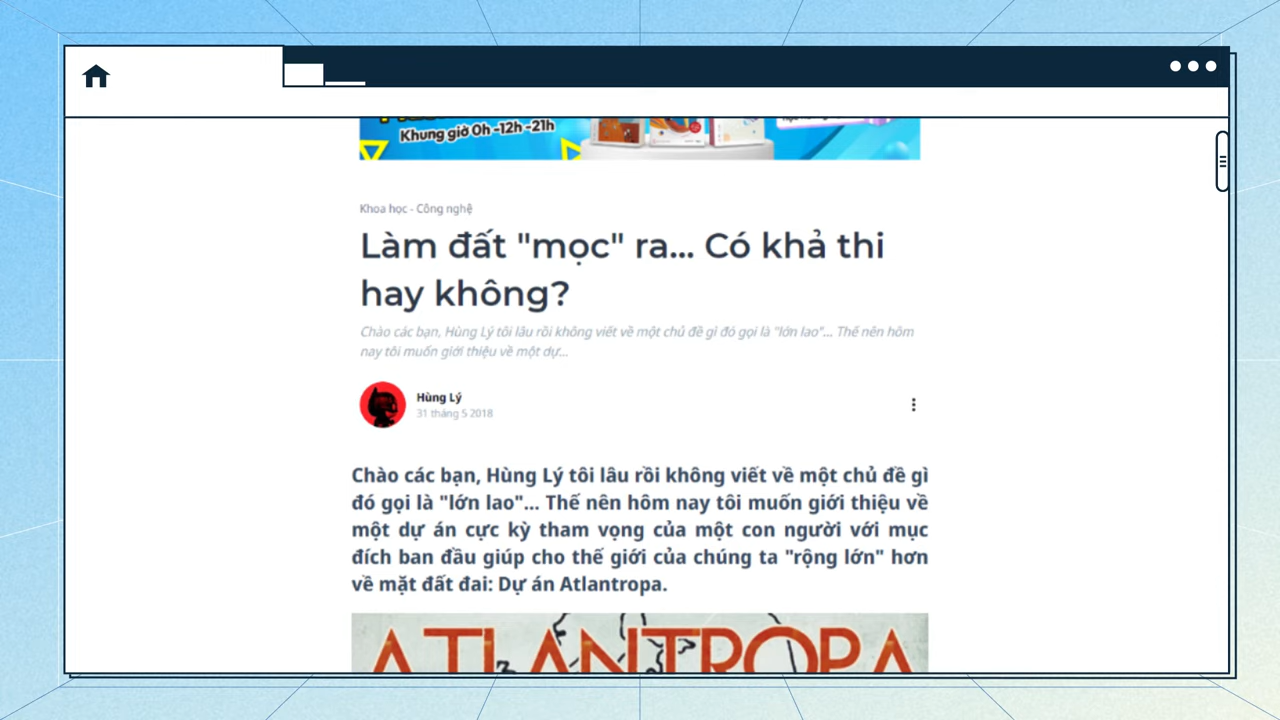 Khung giờ 0h -12h -21h
Khoa học - Công nghệ
Làm đất "mọc" ra... Có khả thi
hay không?
Chào các bạn, Hùng Lý tôi lâu rồi không viết về một chủ đề gì đó gọi là "lớn lao"... Thế nên hôm
nay tôi muốn giới thiệu về một dự...
Hùng Lý
31 tháng 5 2018
Chào các bạn, Hùng Lý tôi lâu rồi không viết về một chủ đề gì
đó gọi là "lớn lao"... Thế nên hôm nay tôi muốn giới thiệu về
một dự án cực kỳ tham vọng của một con người với mục
đích ban đầu giúp cho thế giới của chúng ta "rộng lớn" hơn
về mặt đất đai: Dự án Atlantropa.
ATLANTROPA